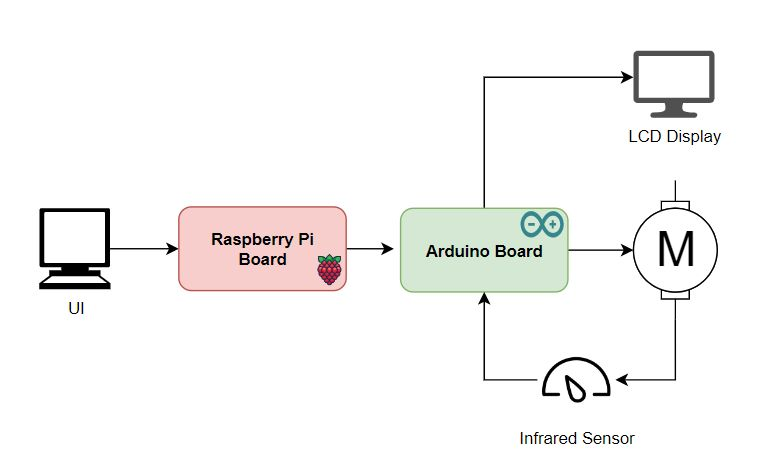 LCD Display
Raspberry Pi
Board
Arduino Board
M
UI
Infrared Sensor